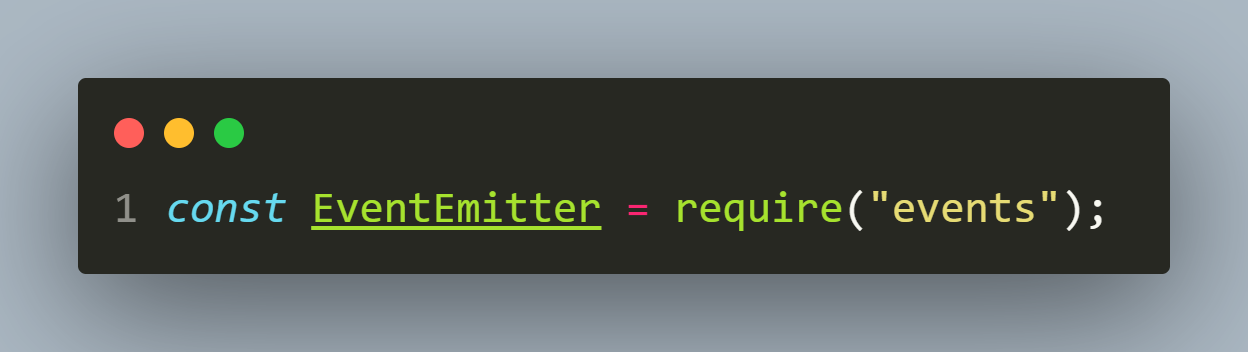 1 const EventEmitter = require("events");